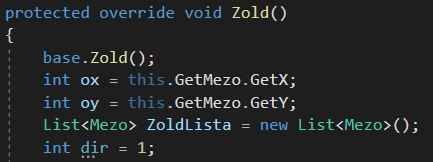 protected override void Zold()
{
base.Zold();
int ox = this.GetMezo.GetX;
int oy = this.GetMezo.GetY;
List<Mezo> ZoldLista = new List<Mezo>();
int dir = 1;